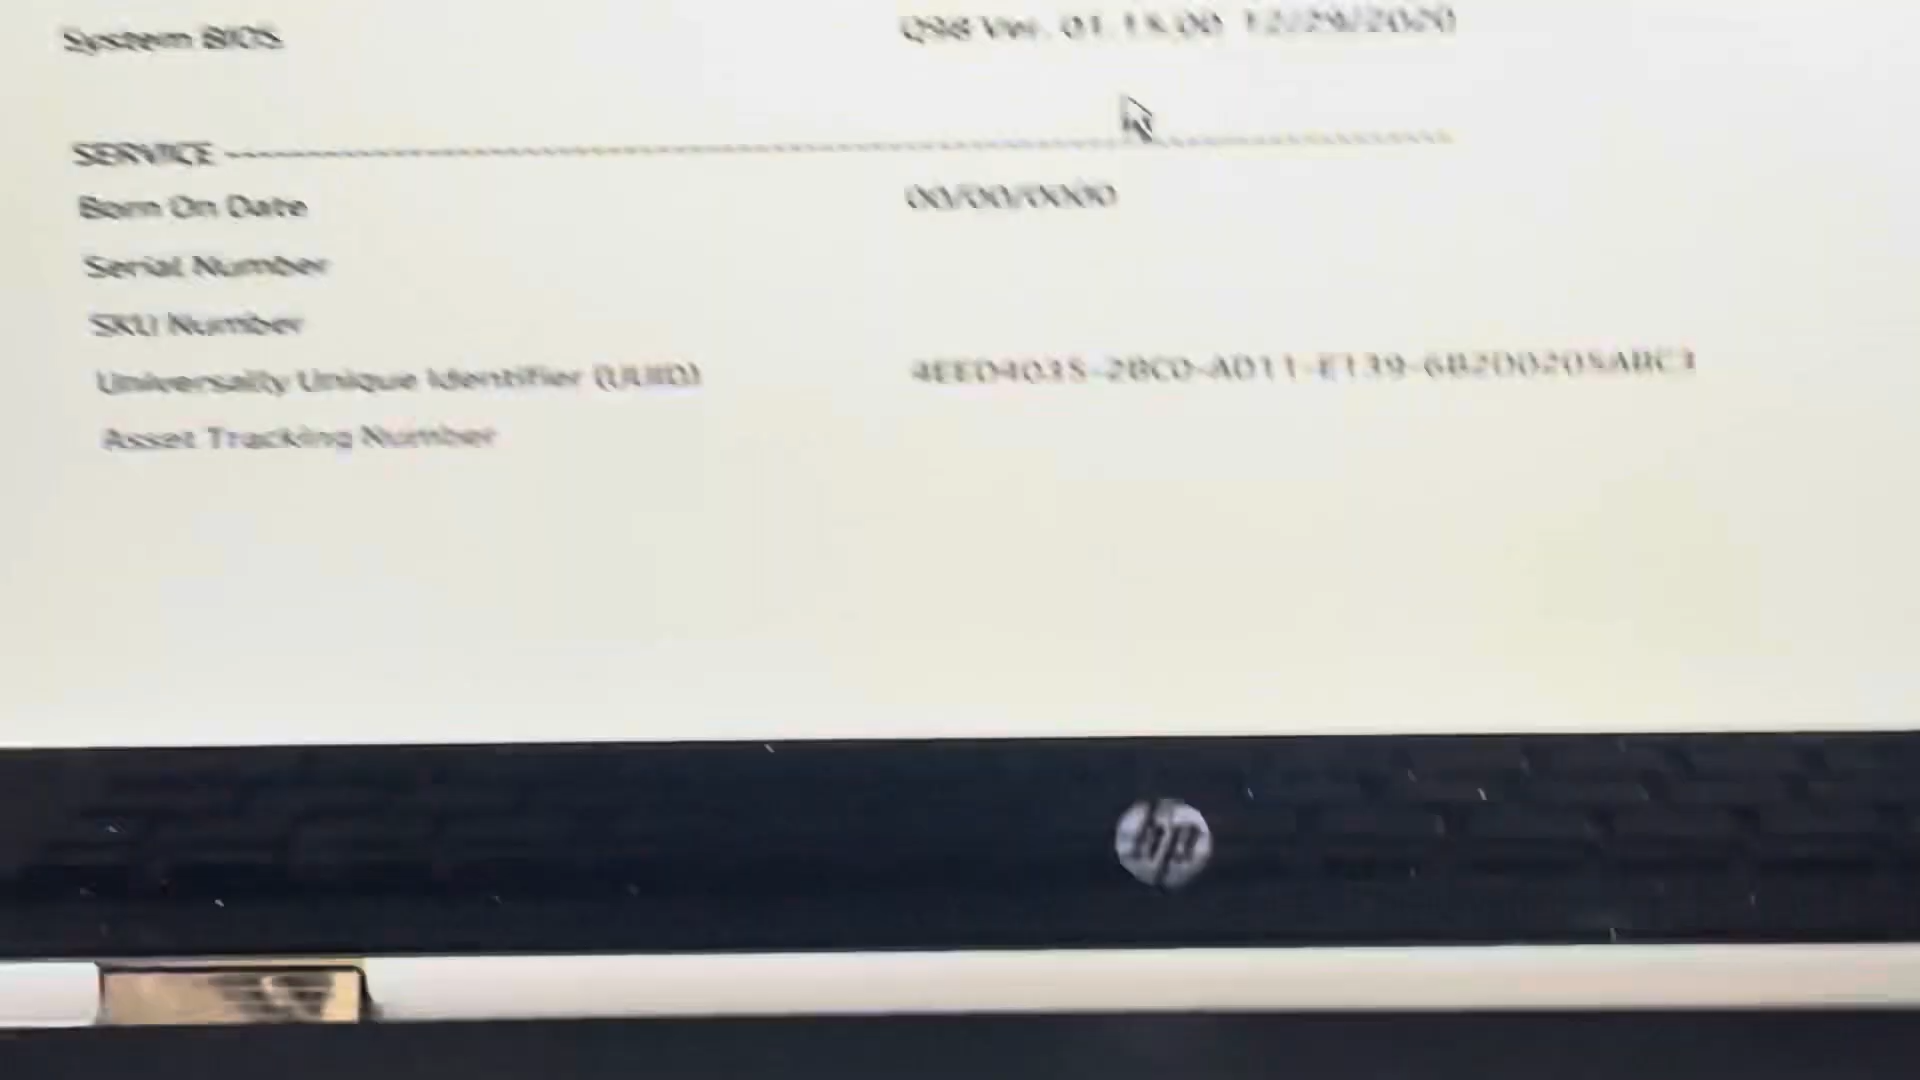 System BIOS Q98 Ver. 01.15.00 12/29/2020
SERVICE
Born On Date 00/00/0000
Serial Number
SKU Number
Universally Unique Identifier (UUID)
Asset Tracking Number
hp